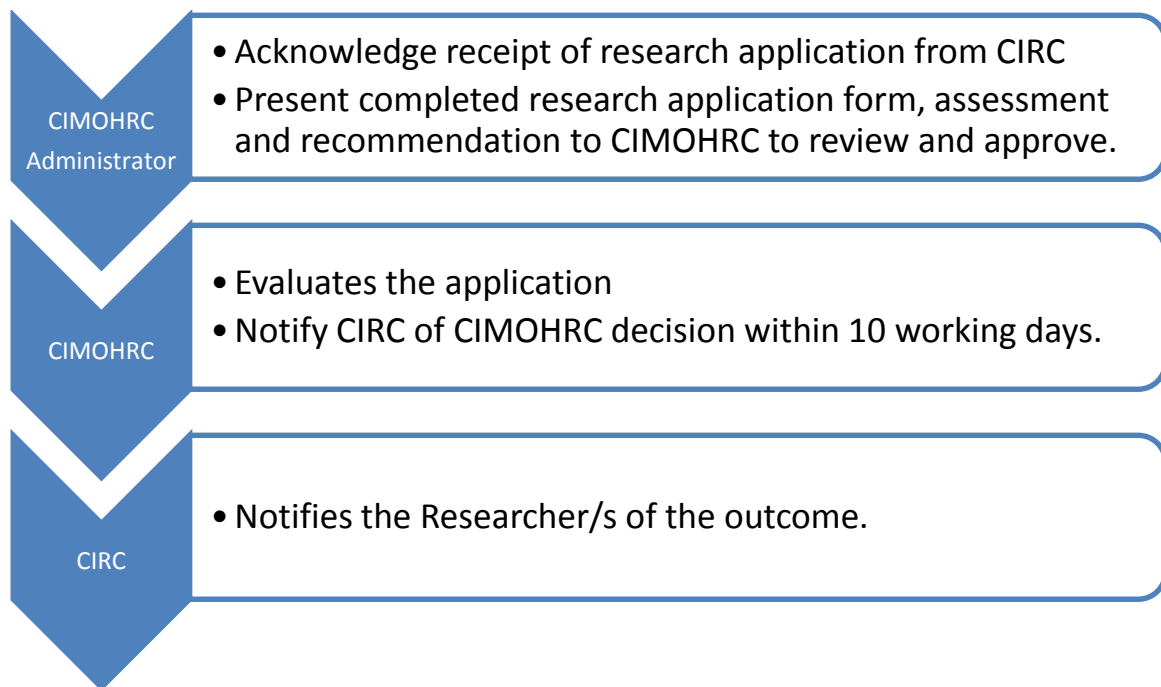 CIMOHRC
Administrator
• Acknowledge receipt of research application from CIRC
• Present completed research application form, assessment
and recommendation to CIMOHRC to review and approve.
CIMOHRC
• Evaluates the application
• Notify CIRC of CIMOHRC decision within 10 working days.
CIRC
• Notifies the Researcher/s of the outcome.